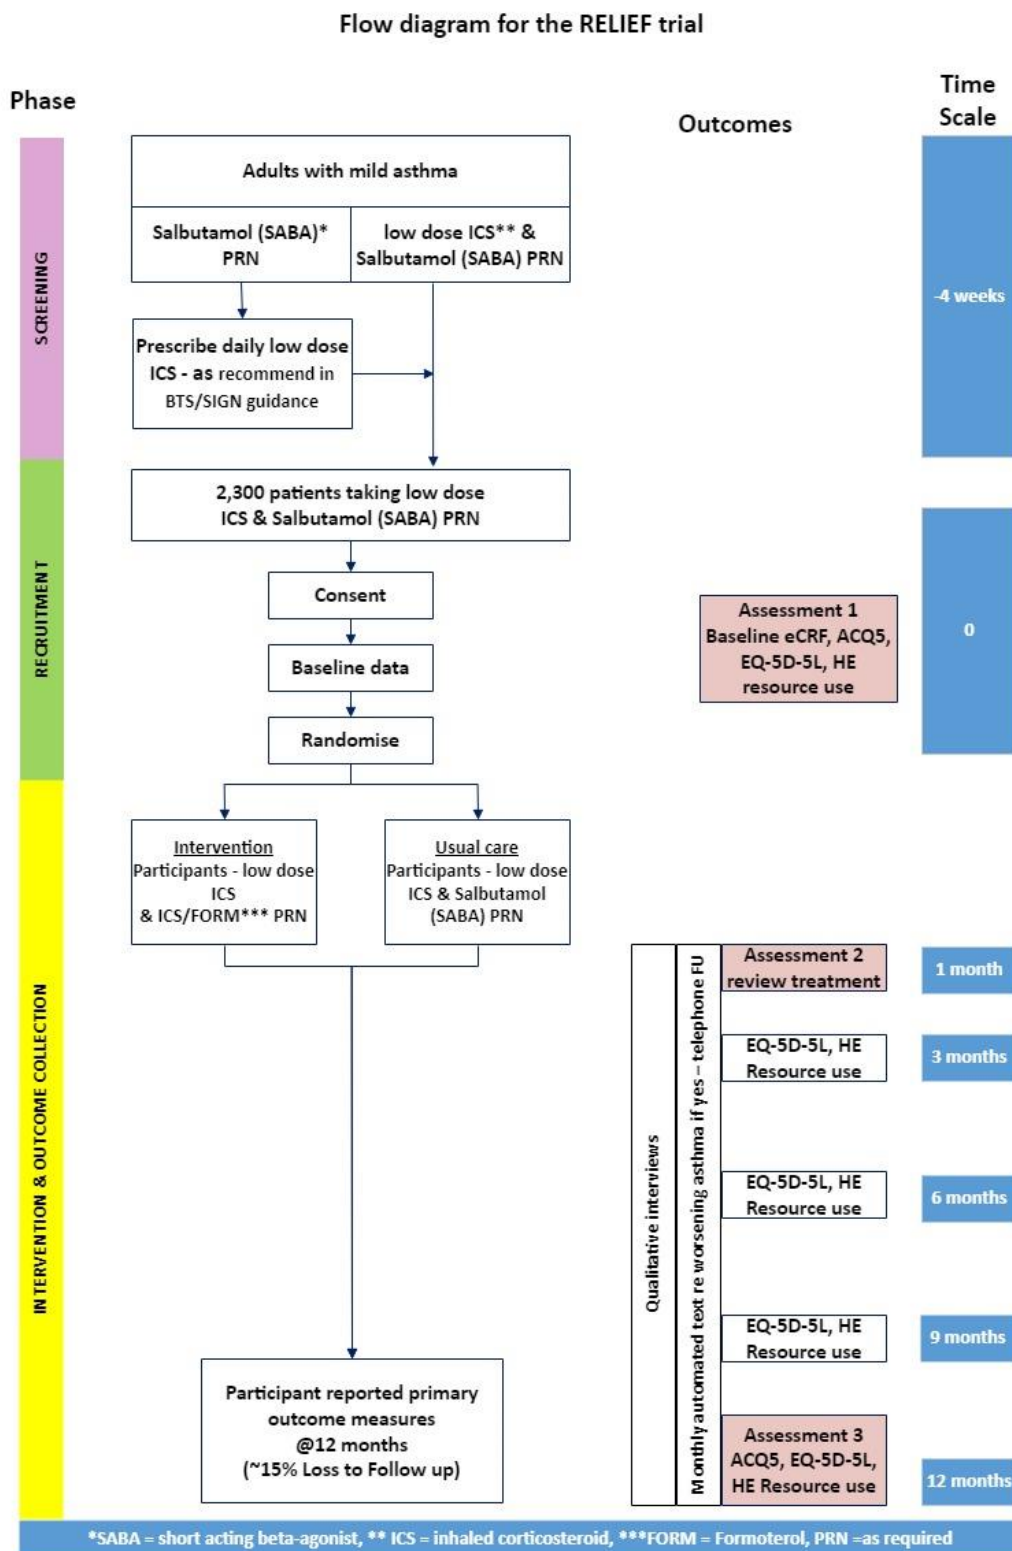 Flow diagram for the RELIEF trial
Phase
Outcomes
Time
Scale
SCREENING
Adults with mild asthma
Salbutamol (SABA)*
PRN
low dose ICS** &
Salbutamol (SABA) PRN
-4 weeks
Prescribe daily low dose
ICS - as recommend in
BTS/SIGN guidance
RECRUITMENT
2,300 patients taking low dose
ICS & Salbutamol (SABA) PRN
Consent
Baseline data
Randomise
Assessment 1
Baseline eCRF, ACQ5,
EQ-5D-5L, HE
resource use
0
INTERVENTION & OUTCOME COLLECTION
Intervention
Participants - low dose
ICS
& ICS/FORM*** PRN
Usual care
Participants - low dose
ICS & Salbutamol
(SABA) PRN
Qualitative interviews
Monthly automated text re worsening asthma if yes – telephone FU
Assessment 2
review treatment
1 month
EQ-5D-5L, HE
Resource use
3 months
EQ-5D-5L, HE
Resource use
6 months
EQ-5D-5L, HE
Resource use
9 months
Participant reported primary
outcome measures
@12 months
(~15% Loss to Follow up)
Assessment 3
ACQ5, EQ-5D-5L,
HE Resource use
12 months
*SABA = short acting beta-agonist, ** ICS = inhaled corticosteroid, ***FORM = Formoterol, PRN =as required